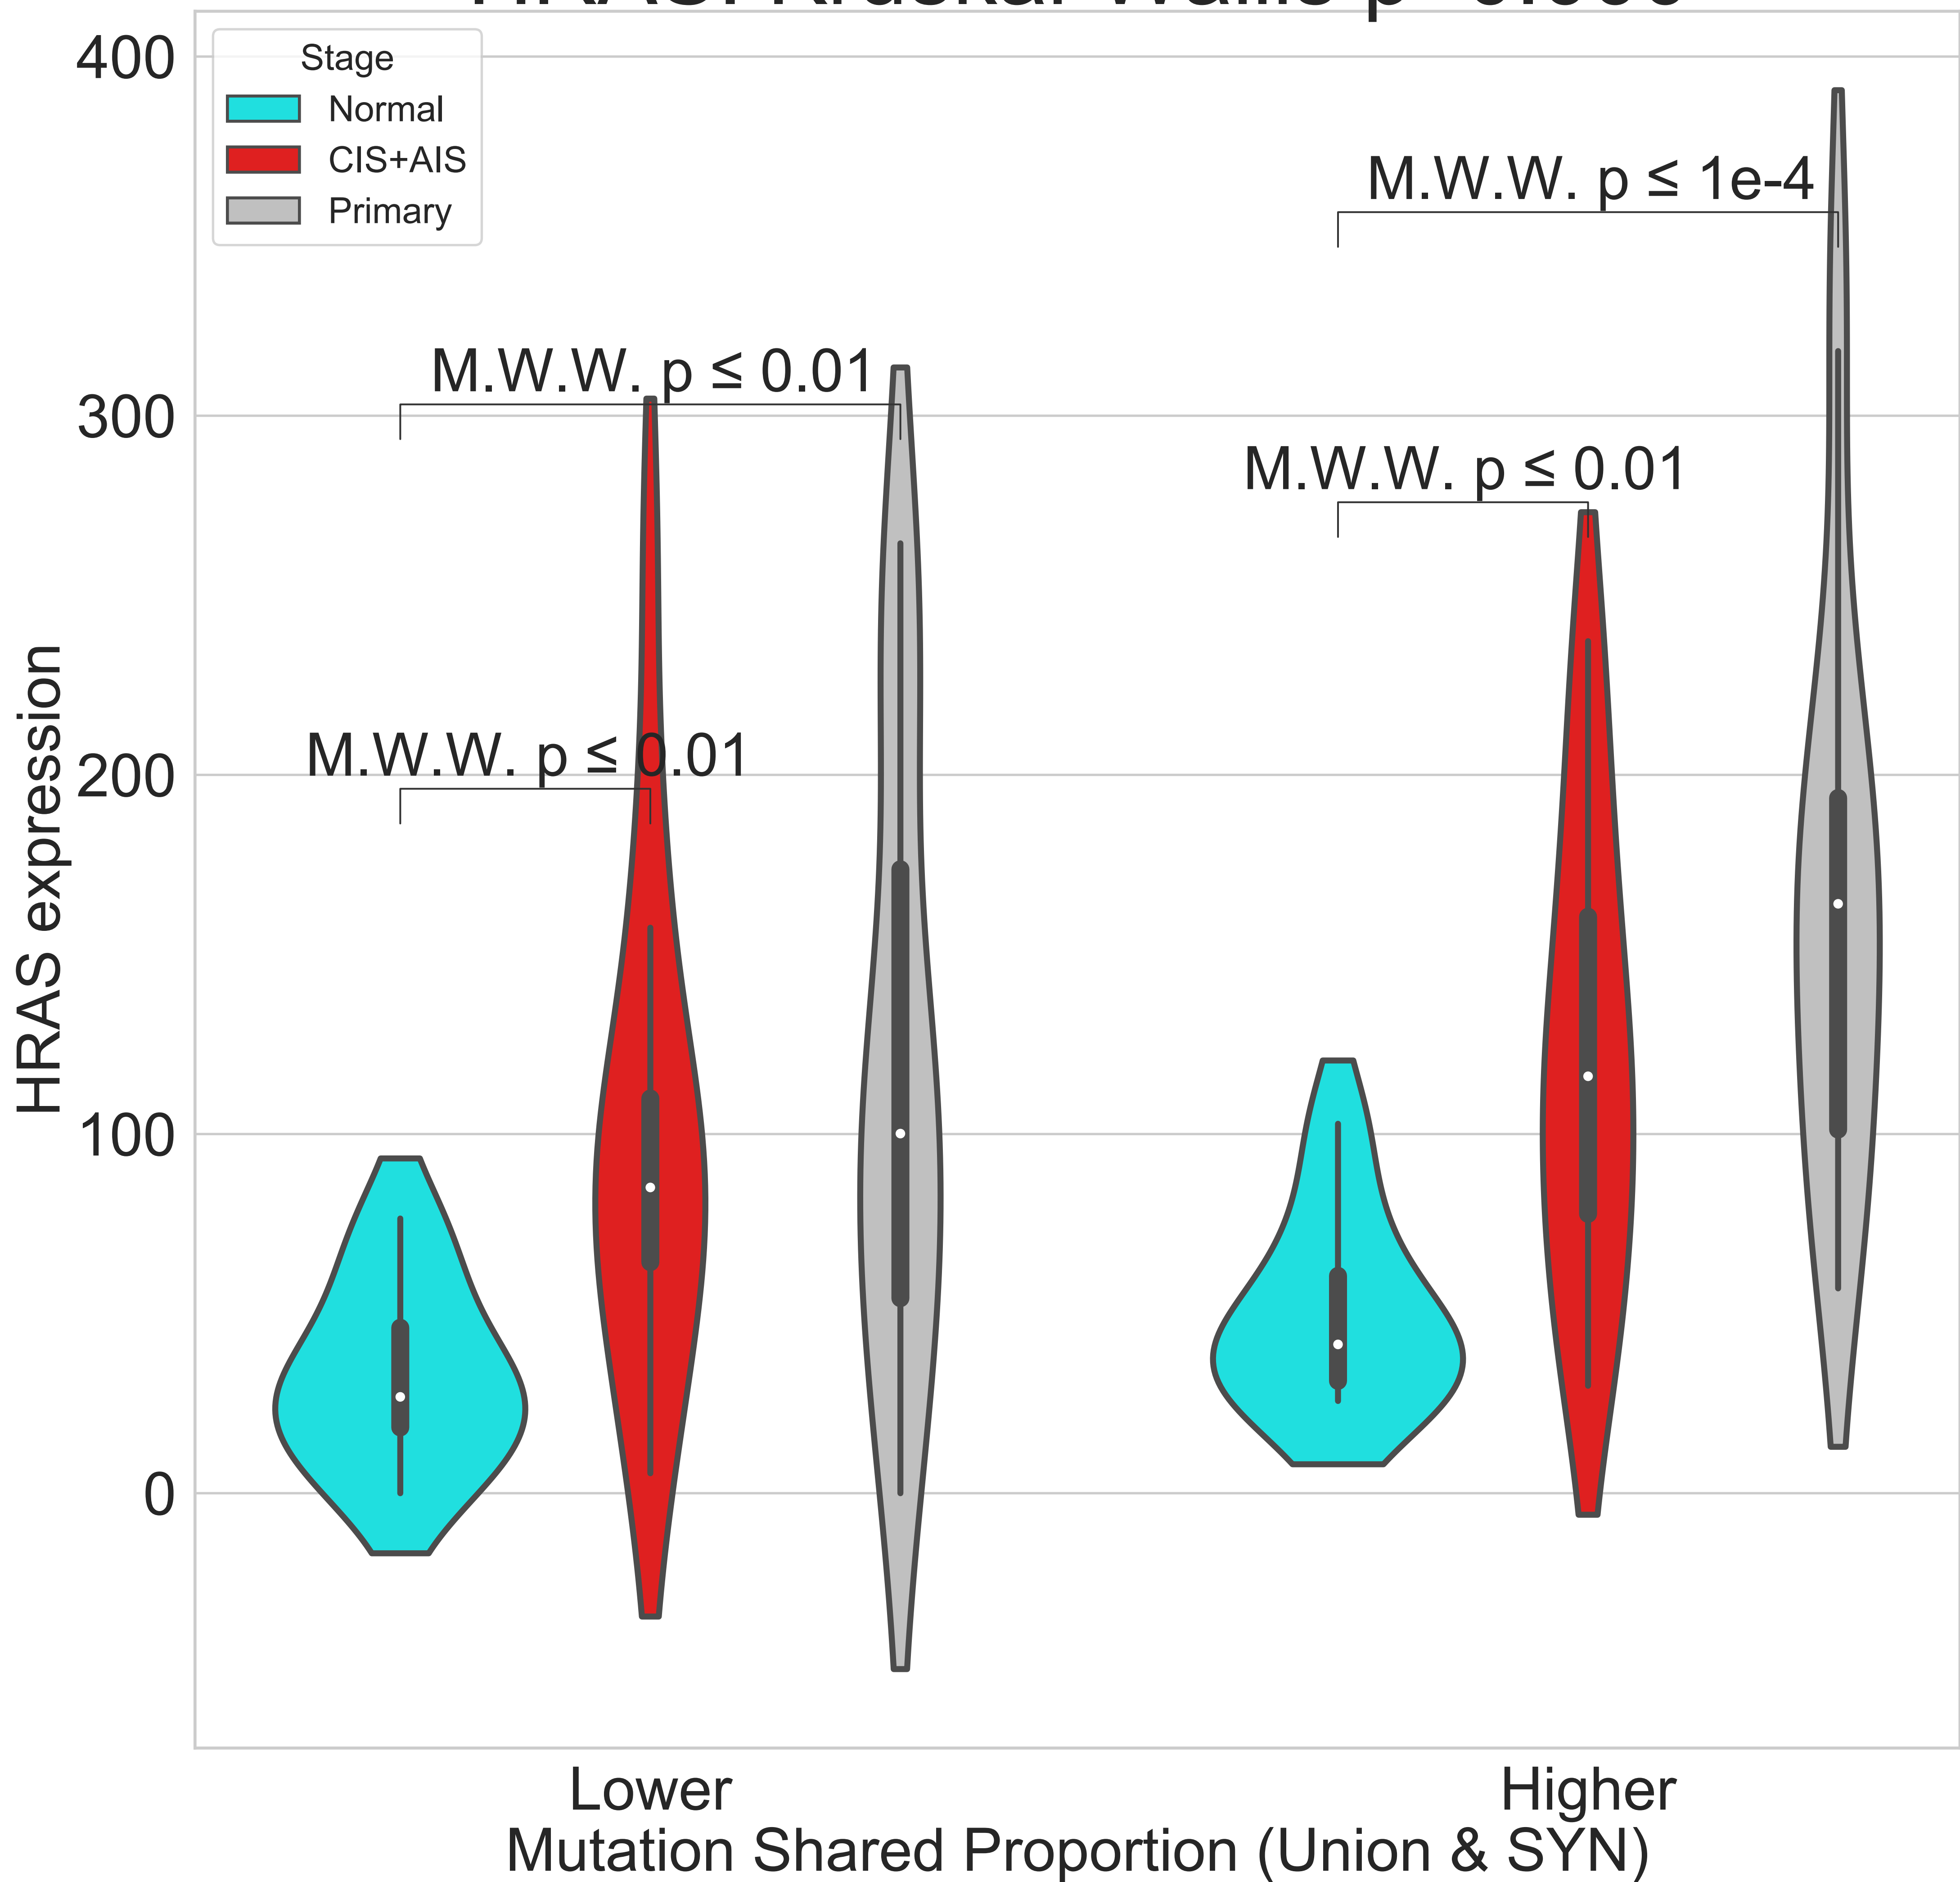 400
300
200
100
0
HRAS expression
Stage
Normal
CIS+AIS
Primary
M.W.W. p ≤ 1e-4
M.W.W. p ≤ 0.01
M.W.W. p ≤ 0.01
M.W.W. p ≤ 0.01
Lower
Higher
Mutation Shared Proportion (Union & SYN)